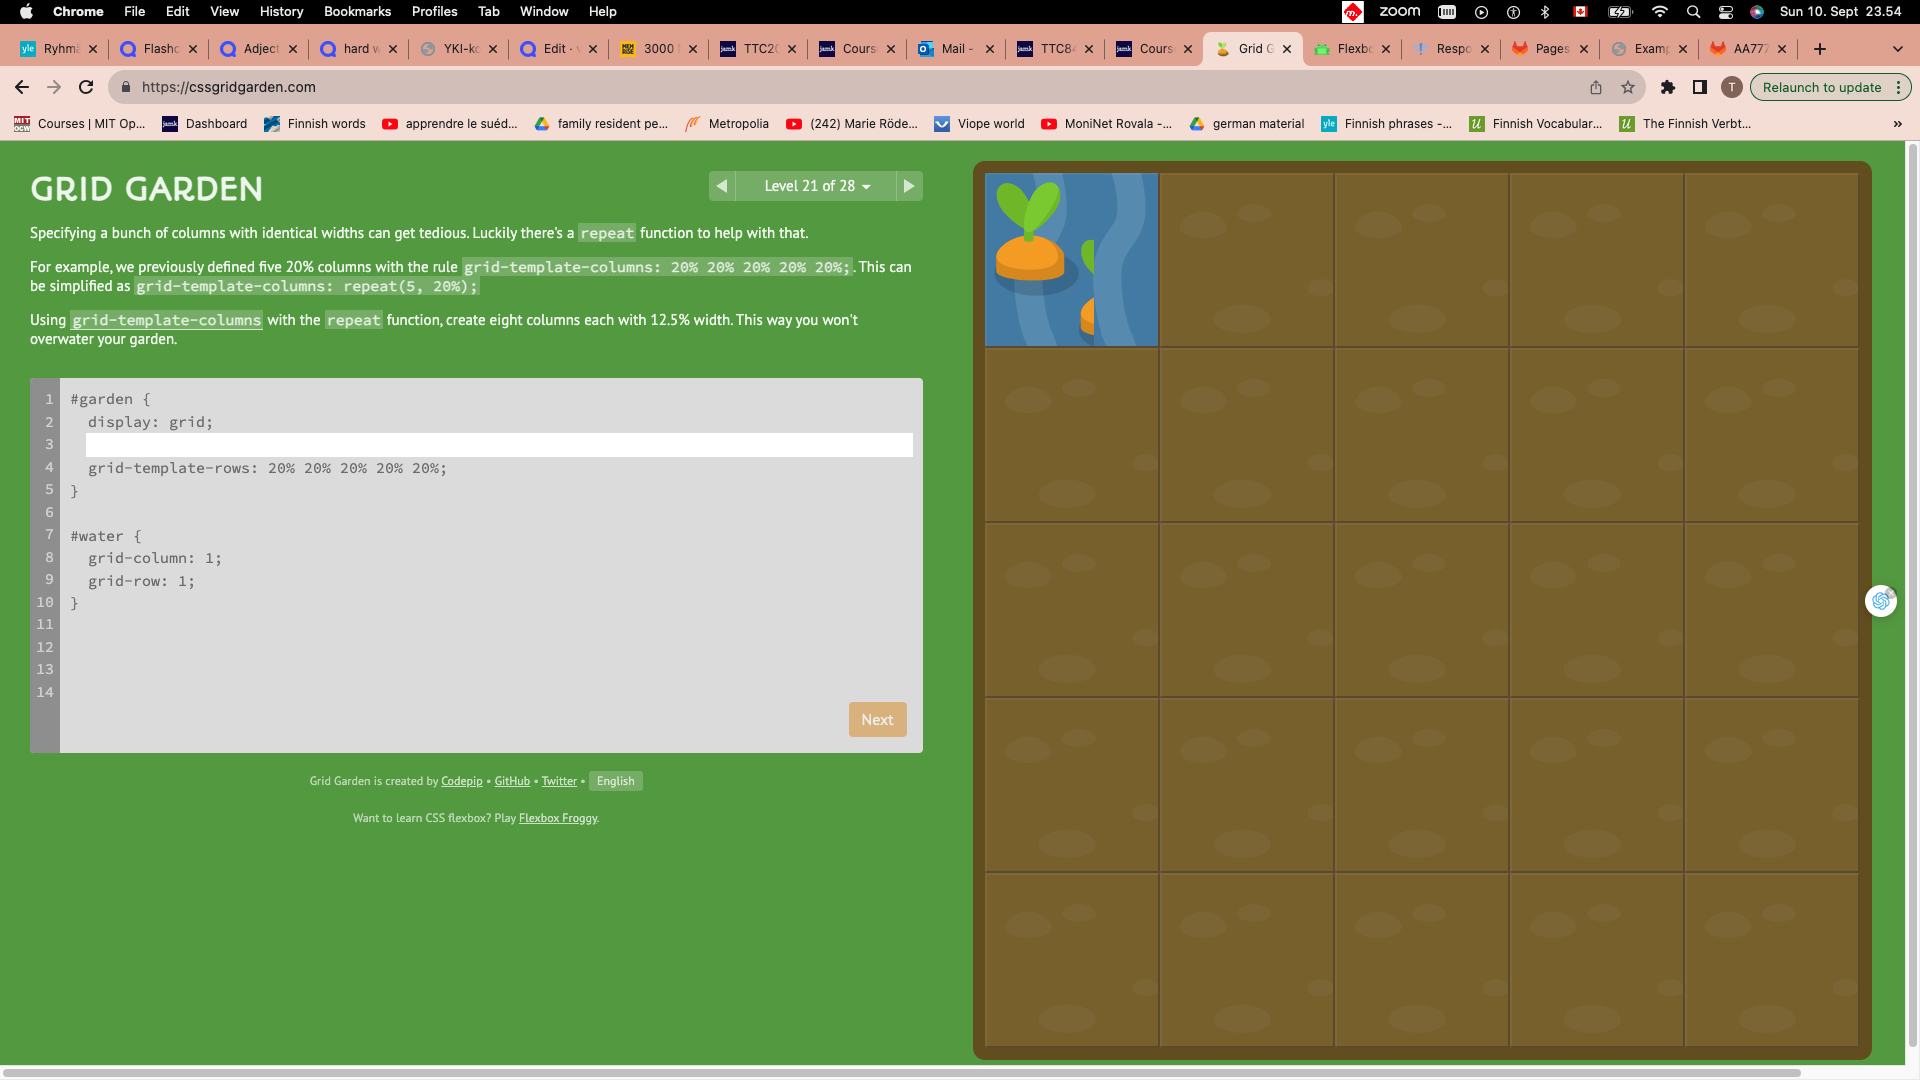 Chrome File Edit View History Bookmarks Profiles Tab Window Help zoom Sun 10. Sept 23.54
Ryhmä Flashc Adject hard w YKI-ko Edit - v 3000 TTC20 Cours Mail - TTC84 Cours Grid G Flexbo Respo Pages Examp AA777
https://cssgridgarden.com T Relaunch to update
Courses | MIT Op... Dashboard Finnish words apprendre le suéd... family resident pe... Metropolia (242) Marie Röde... Viope world MoniNet Rovala -... german material Finnish phrases -... Finnish Vocabular... The Finnish Verbt... »
GRID GARDEN
Level 21 of 28
Specifying a bunch of columns with identical widths can get tedious. Luckily there's a repeat function to help with that.
For example, we previously defined five 20% columns with the rule grid-template-columns: 20% 20% 20% 20% 20%;. This can
be simplified as grid-template-columns: repeat(5, 20%);
Using grid-template-columns with the repeat function, create eight columns each with 12.5% width. This way you won't
overwater your garden.
1 #garden {
2 display: grid;
3
4 grid-template-rows: 20% 20% 20% 20% 20%;
5 }
6
7 #water {
8 grid-column: 1;
9 grid-row: 1;
10 }
11
12
13
14
Next
Grid Garden is created by Codepip • GitHub • Twitter • English
Want to learn CSS flexbox? Play Flexbox Froggy.